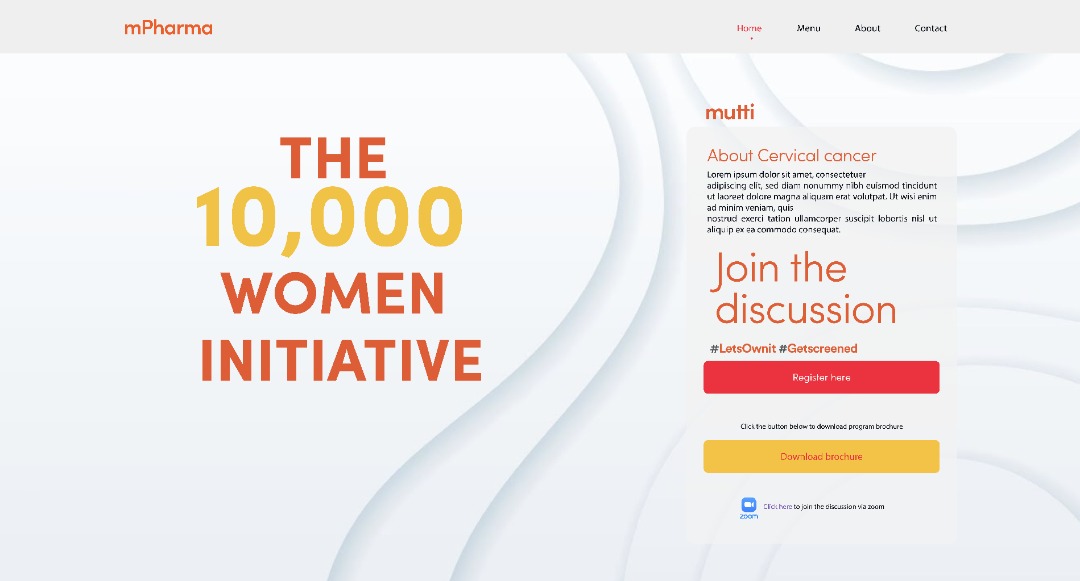 mPharma
Home
Menu
About
Contact
THE
10,000
WOMEN
INITIATIVE
mutti
About Cervical cancer
Lorem ipsum dolor sit amet, consectetuer
adipiscing elit, sed diam nonummy nibh euismod tincidunt
ut laoreet dolore magna aliquam erat volutpat. Ut wisi enim
ad minim veniam, quis
nostrud exerci tation ullamcorper suscipit lobortis nisl ut
aliquip ex ea commodo consequat.
Join the
discussion
#LetsOwnit #Getscreened
Register here
Click the button below to download program brochure
Download brochure
zoom
Click here to join the discussion via zoom